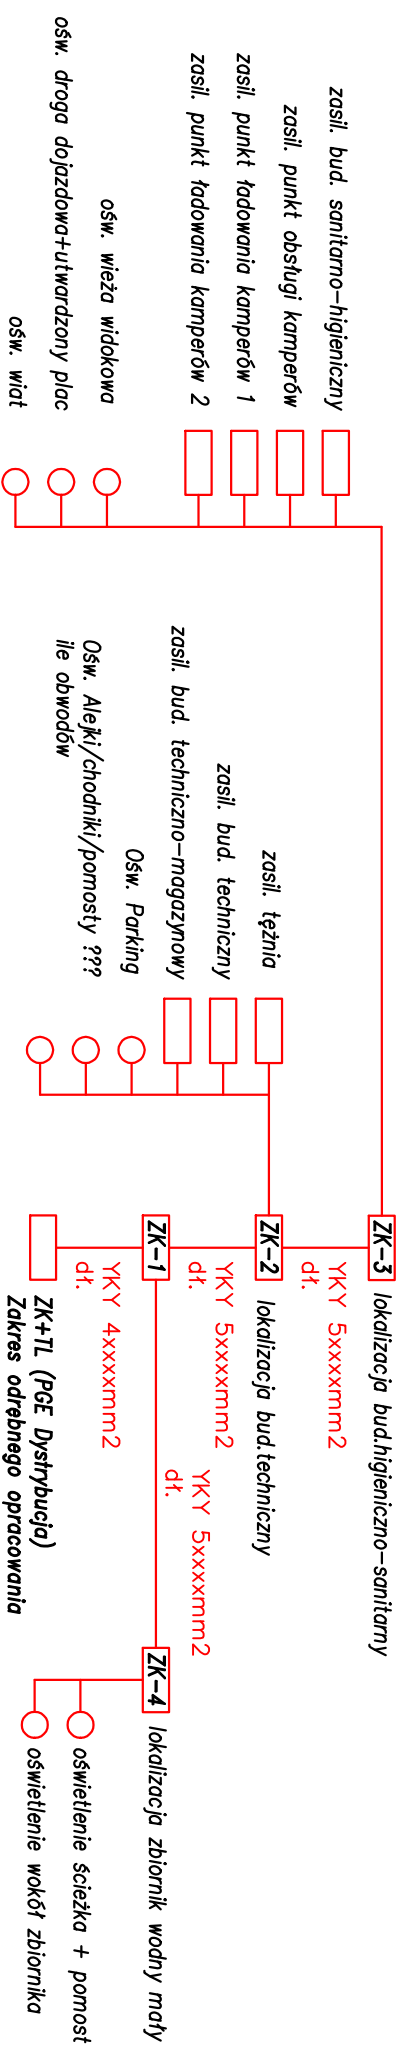 zasil. bud. sanitarno-higieniczny
zasil. punkt obsługi kamperów
zasil. punkt ładowania kamperów 1
zasil. punkt ładowania kamperów 2
ośw. wieża widokowa
ośw. droga dojazdowa+utwardzony plac
ośw. wiat
zasil. tężnia
zasil. bud. techniczny
zasil. bud. techniczno-magazynowy
Ośw. Parking
Ośw. Alejki/chodniki/pomosty ???
ile obwodów
ZK-3
lokalizacja bud.higieniczno-sanitarny
YKY 5xxxxmm2
dł.
ZK-2
lokalizacja bud.techniczny
YKY 5xxxxmm2
dł.
ZK-1
YKY 5xxxxmm2
dł.
YKY 4xxxxmm2
dł.
ZK+TL (PGE Dystrybucja)
Zakres odrębnego opracowania
ZK-4
lokalizacja zbiornik wodny mały
oświetlenie ścieżka + pomost
oświetlenie wokół zbiornika